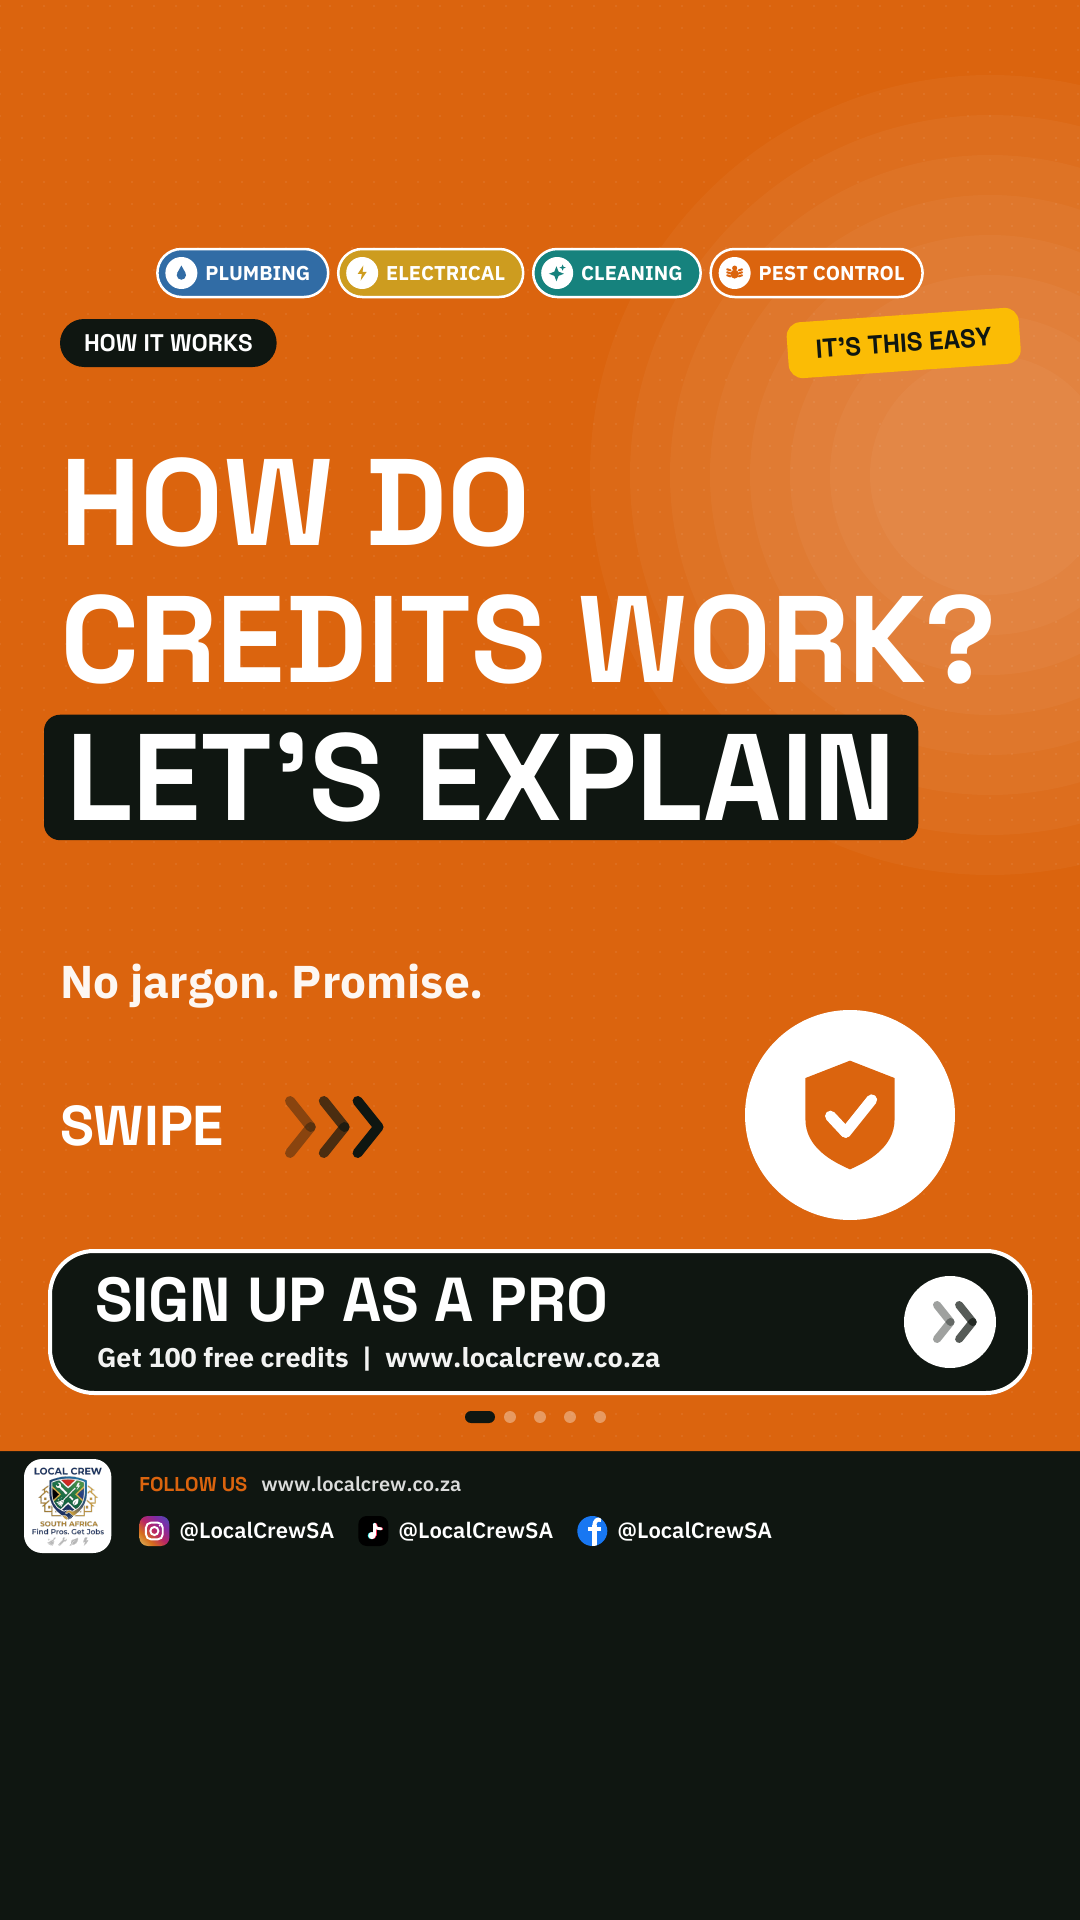 PLUMBING ELECTRICAL CLEANING PEST CONTROL
HOW IT WORKS
IT’S THIS EASY
HOW DO
CREDITS WORK?
LET’S EXPLAIN
No jargon. Promise.
SWIPE
SIGN UP AS A PRO
Get 100 free credits | www.localcrew.co.za
LOCAL CREW
SOUTH AFRICA
Find Pros. Get Jobs
FOLLOW US www.localcrew.co.za
@LocalCrewSA @LocalCrewSA @LocalCrewSA